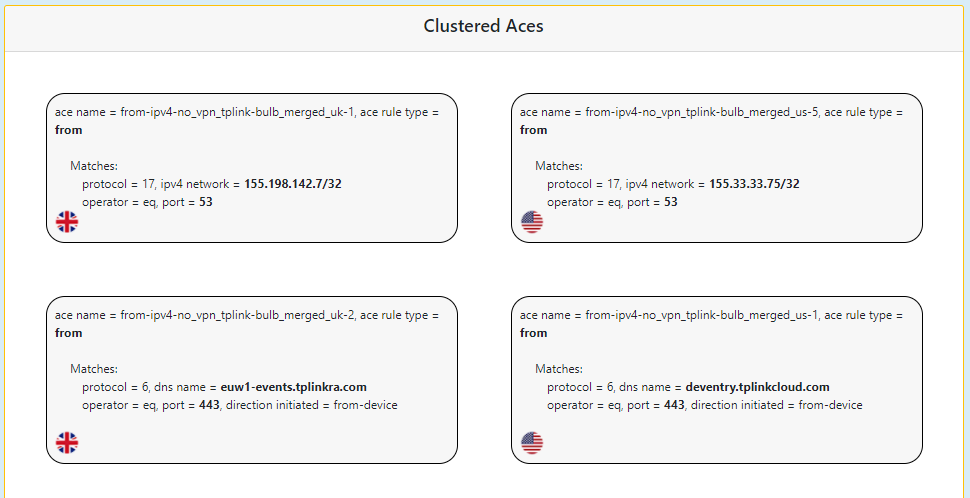 Clustered Aces
ace name = from-ipv4-no_vpn_tplink-bulb_merged_uk-1, ace rule type =
from
Matches:
protocol = 17, ipv4 network = 155.198.142.7/32
operator = eq, port = 53
ace name = from-ipv4-no_vpn_tplink-bulb_merged_us-5, ace rule type =
from
Matches:
protocol = 17, ipv4 network = 155.33.33.75/32
operator = eq, port = 53
ace name = from-ipv4-no_vpn_tplink-bulb_merged_uk-2, ace rule type =
from
Matches:
protocol = 6, dns name = euw1-events.tplinkra.com
operator = eq, port = 443, direction initiated = from-device
ace name = from-ipv4-no_vpn_tplink-bulb_merged_us-1, ace rule type =
from
Matches:
protocol = 6, dns name = deventry.tplinkcloud.com
operator = eq, port = 443, direction initiated = from-device